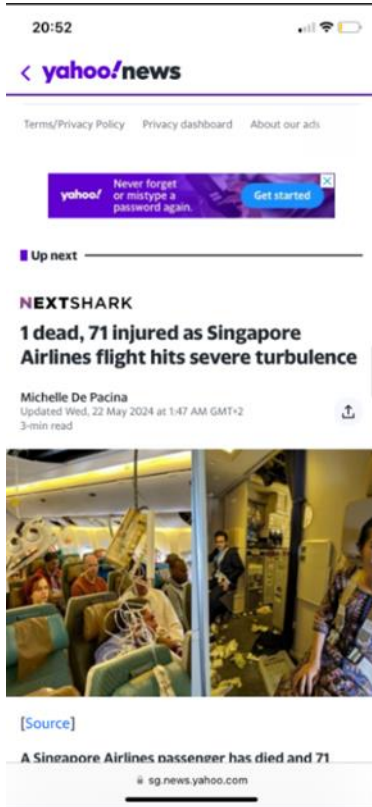 20:52
yahoo!news
Terms/Privacy Policy Privacy dashboard About our ads
yahoo!
Never forget
or mistype a
password again.
Get started
Up next
NEXTSHARK
1 dead, 71 injured as Singapore
Airlines flight hits severe turbulence
Michelle De Pacina
Updated Wed, 22 May 2024 at 1:47 AM GMT+2
3-min read
[Source]
A Singapore Airlines passenger has died and 71
sg.news.yahoo.com